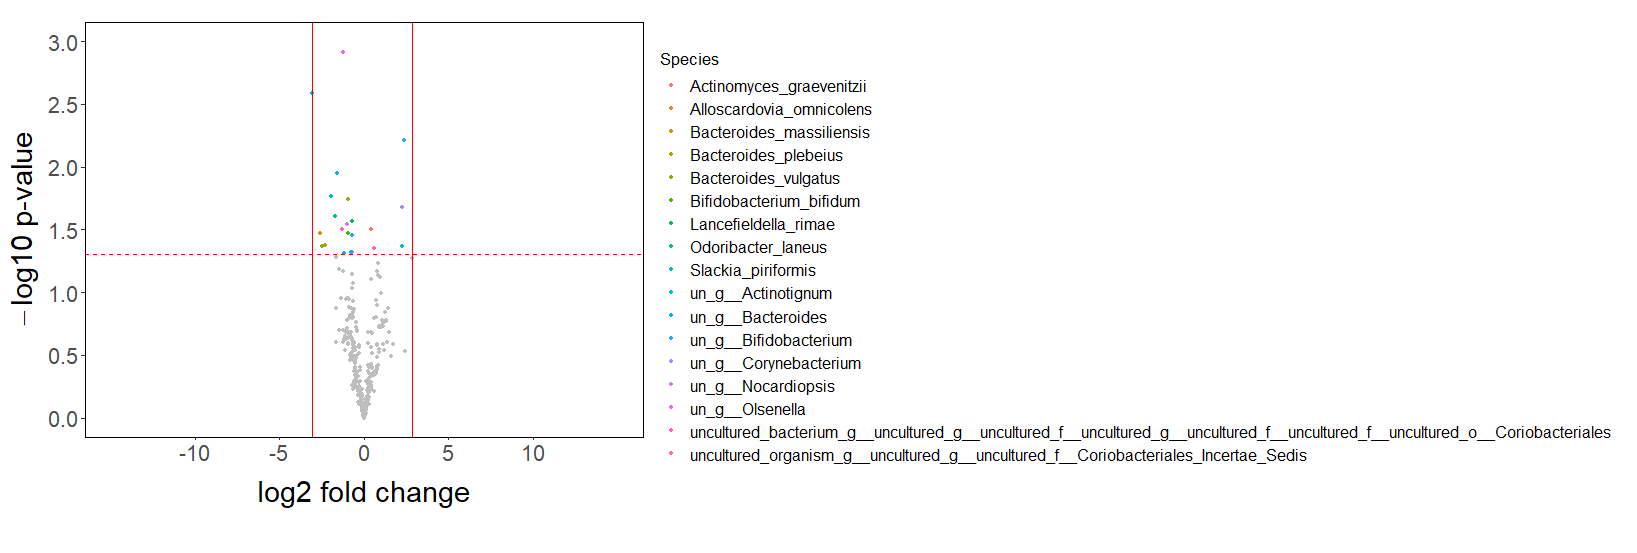 Species
Actinomyces_graevenitzii
Alloscardovia_omnicolens
Bacteroides_massiliensis
Bacteroides_plebeius
Bacteroides_vulgatus
Bifidobacterium_bifidum
Lancefieldella_rimae
Odoribacter_laneus
Slackia_piriformis
un_g__Actinotignum
un_g__Bacteroides
un_g__Bifidobacterium
un_g__Corynebacterium
un_g__Nocardiopsis
un_g__Olsenella
uncultured_bacterium_g__uncultured_g__uncultured_f__uncultured_g__uncultured_f__uncultured_f__uncultured_o__Coriobacteriales
uncultured_organism_g__uncultured_g__uncultured_f__Coriobacteriales_Incertae_Sedis
−log10 p-value
3.0
2.5
2.0
1.5
1.0
0.5
0.0
-10 -5 0 5 10
log2 fold change